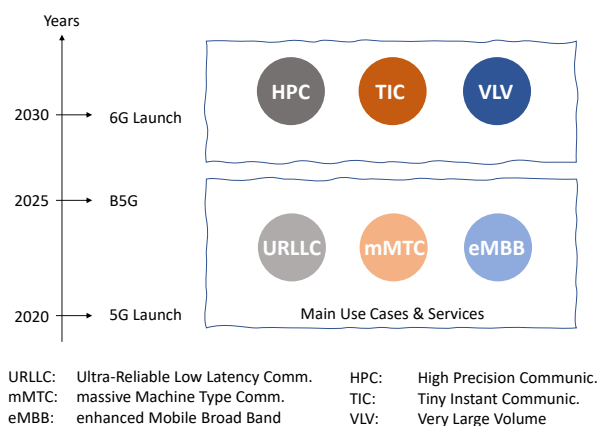 Years
HPC TIC VLV
2030 6G Launch
2025 B5G
URLLC mMTC eMBB
2020 5G Launch Main Use Cases & Services
URLLC: Ultra-Reliable Low Latency Comm. HPC: High Precision Communic.
mMTC: massive Machine Type Comm. TIC: Tiny Instant Communic.
eMBB: enhanced Mobile Broad Band VLV: Very Large Volume